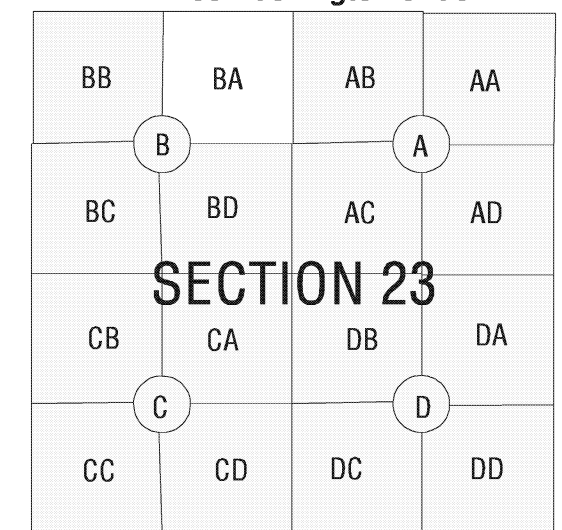 BB BA AB AA
B A
BC BD AC AD
SECTION 23
CB CA DB DA
C D
CC CD DC DD